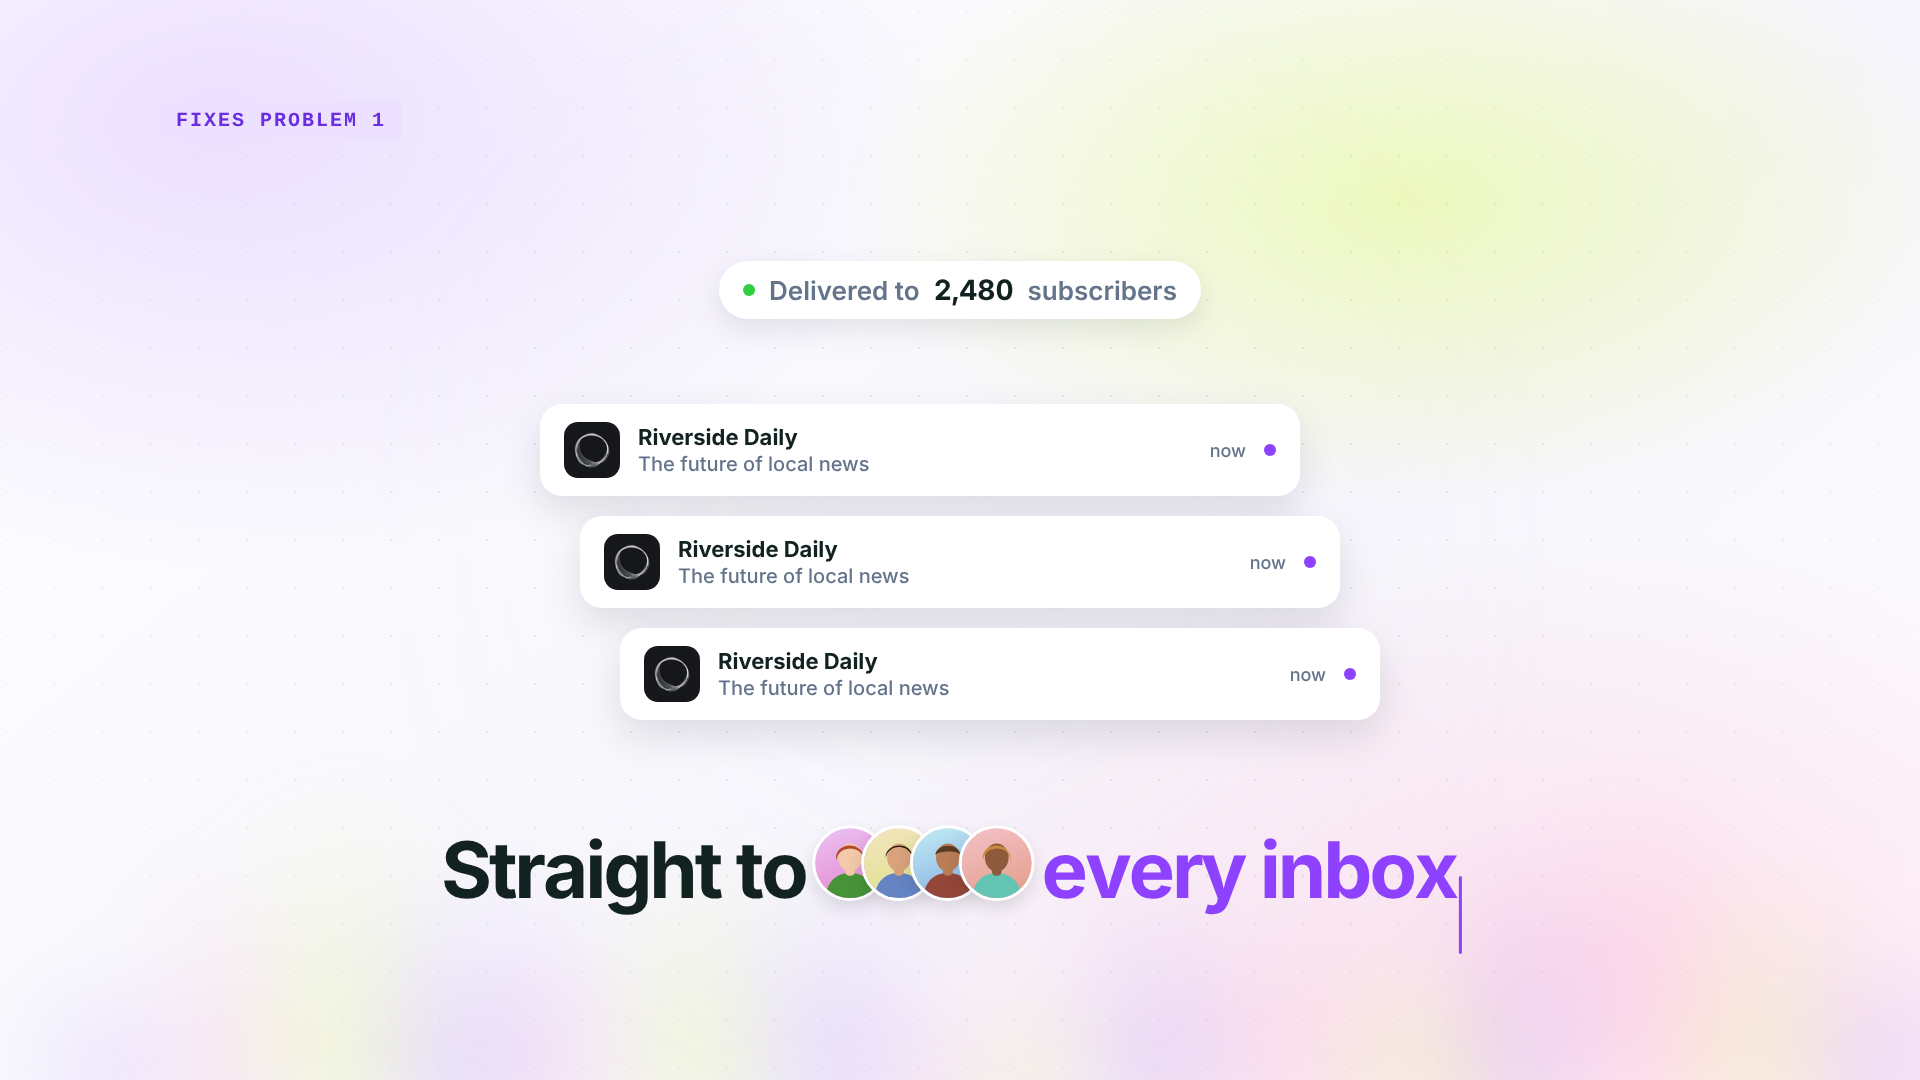 FIXES PROBLEM 1
Delivered to 2,480 subscribers
Riverside Daily
The future of local news
now
Riverside Daily
The future of local news
now
Riverside Daily
The future of local news
now
Straight to every inbox